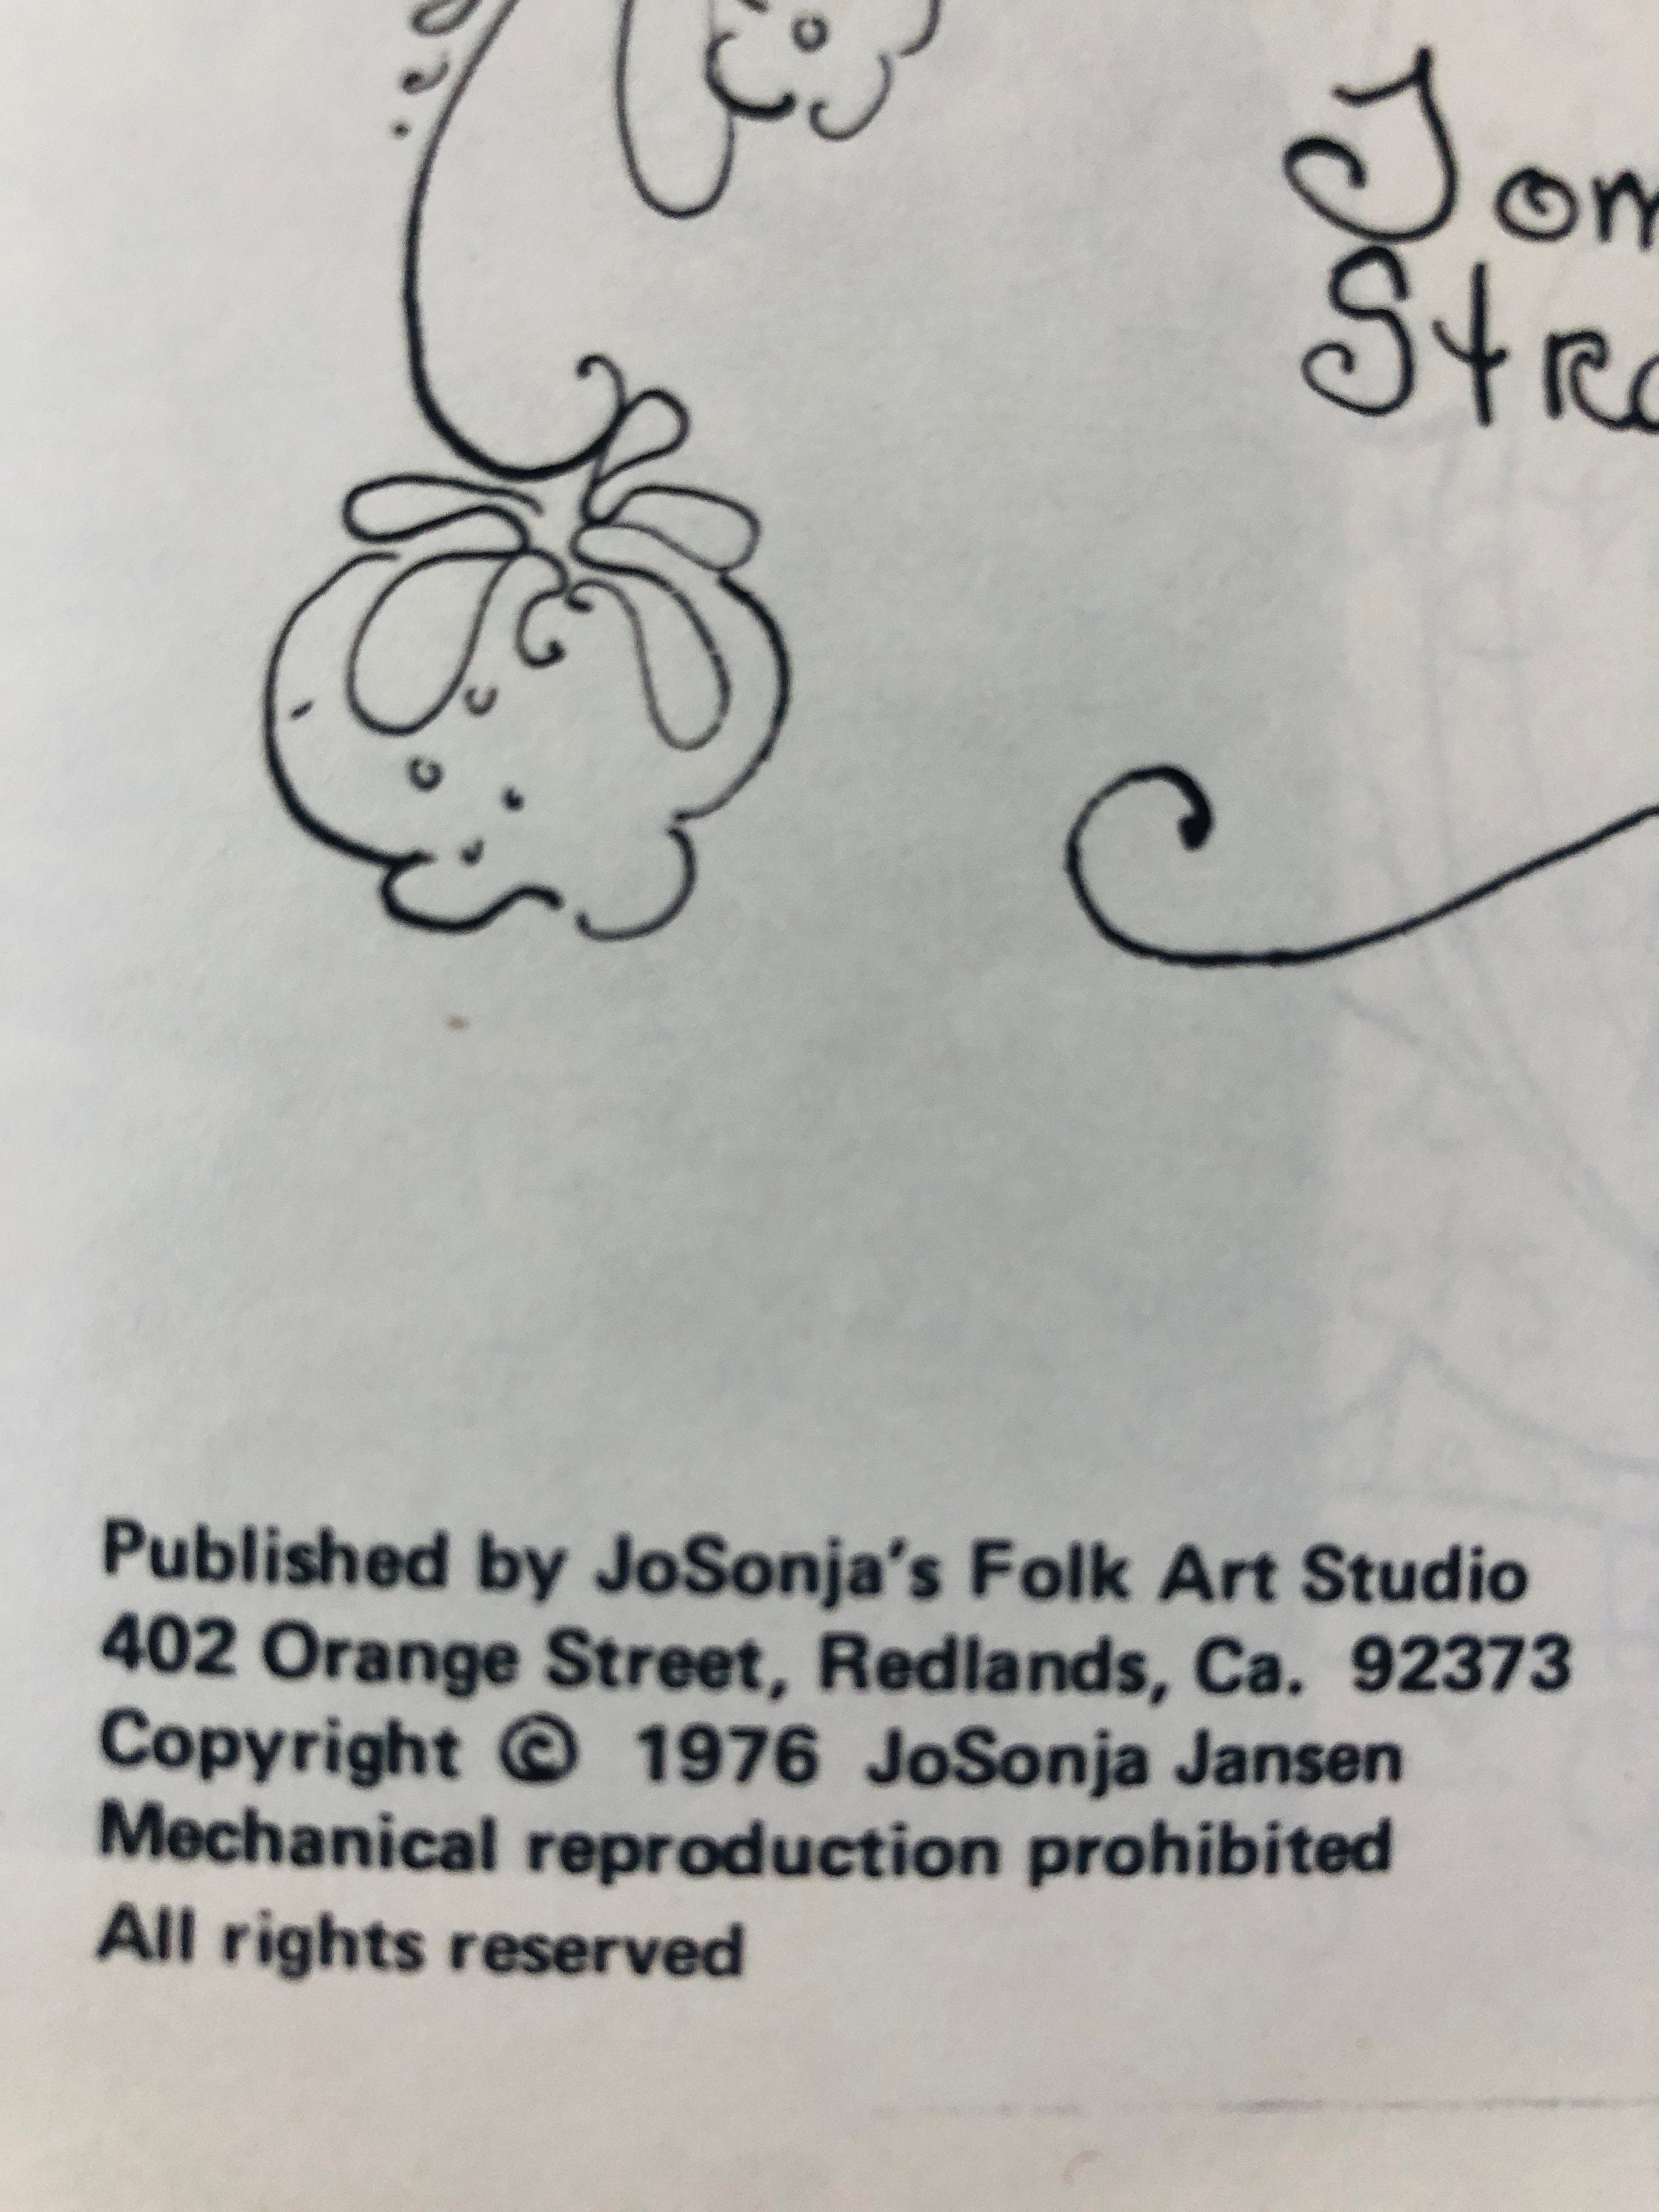 Published by JoSonja's Folk Art Studio
402 Orange Street, Redlands, Ca. 92373
Copyright © 1976 JoSonja Jansen
Mechanical reproduction prohibited
All rights reserved